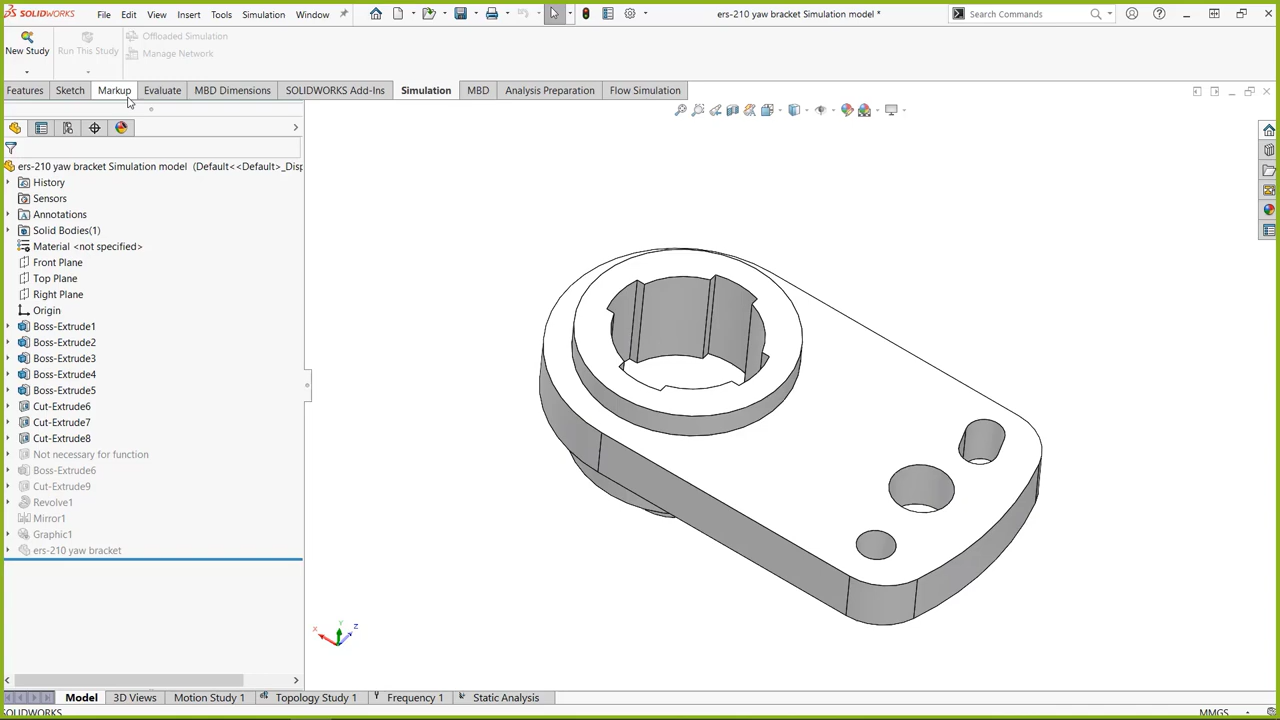 SOLIDWORKS File Edit View Insert Tools Simulation Window ers-210 yaw bracket Simulation model * Search Commands
New Study Run This Study Offloaded Simulation
Manage Network
Features Sketch Markup Evaluate MBD Dimensions SOLIDWORKS Add-Ins Simulation MBD Analysis Preparation Flow Simulation
ers-210 yaw bracket Simulation model (Default<<Default>_Disp
History
Sensors
Annotations
Solid Bodies(1)
Material <not specified>
Front Plane
Top Plane
Right Plane
Origin
Boss-Extrude1
Boss-Extrude2
Boss-Extrude3
Boss-Extrude4
Boss-Extrude5
Cut-Extrude6
Cut-Extrude7
Cut-Extrude8
Not necessary for function
Boss-Extrude6
Cut-Extrude9
Revolve1
Mirror1
Graphic1
ers-210 yaw bracket
X Y Z
Model 3D Views Motion Study 1 Topology Study 1 Frequency 1 Static Analysis
SOLIDWORKS MMGS